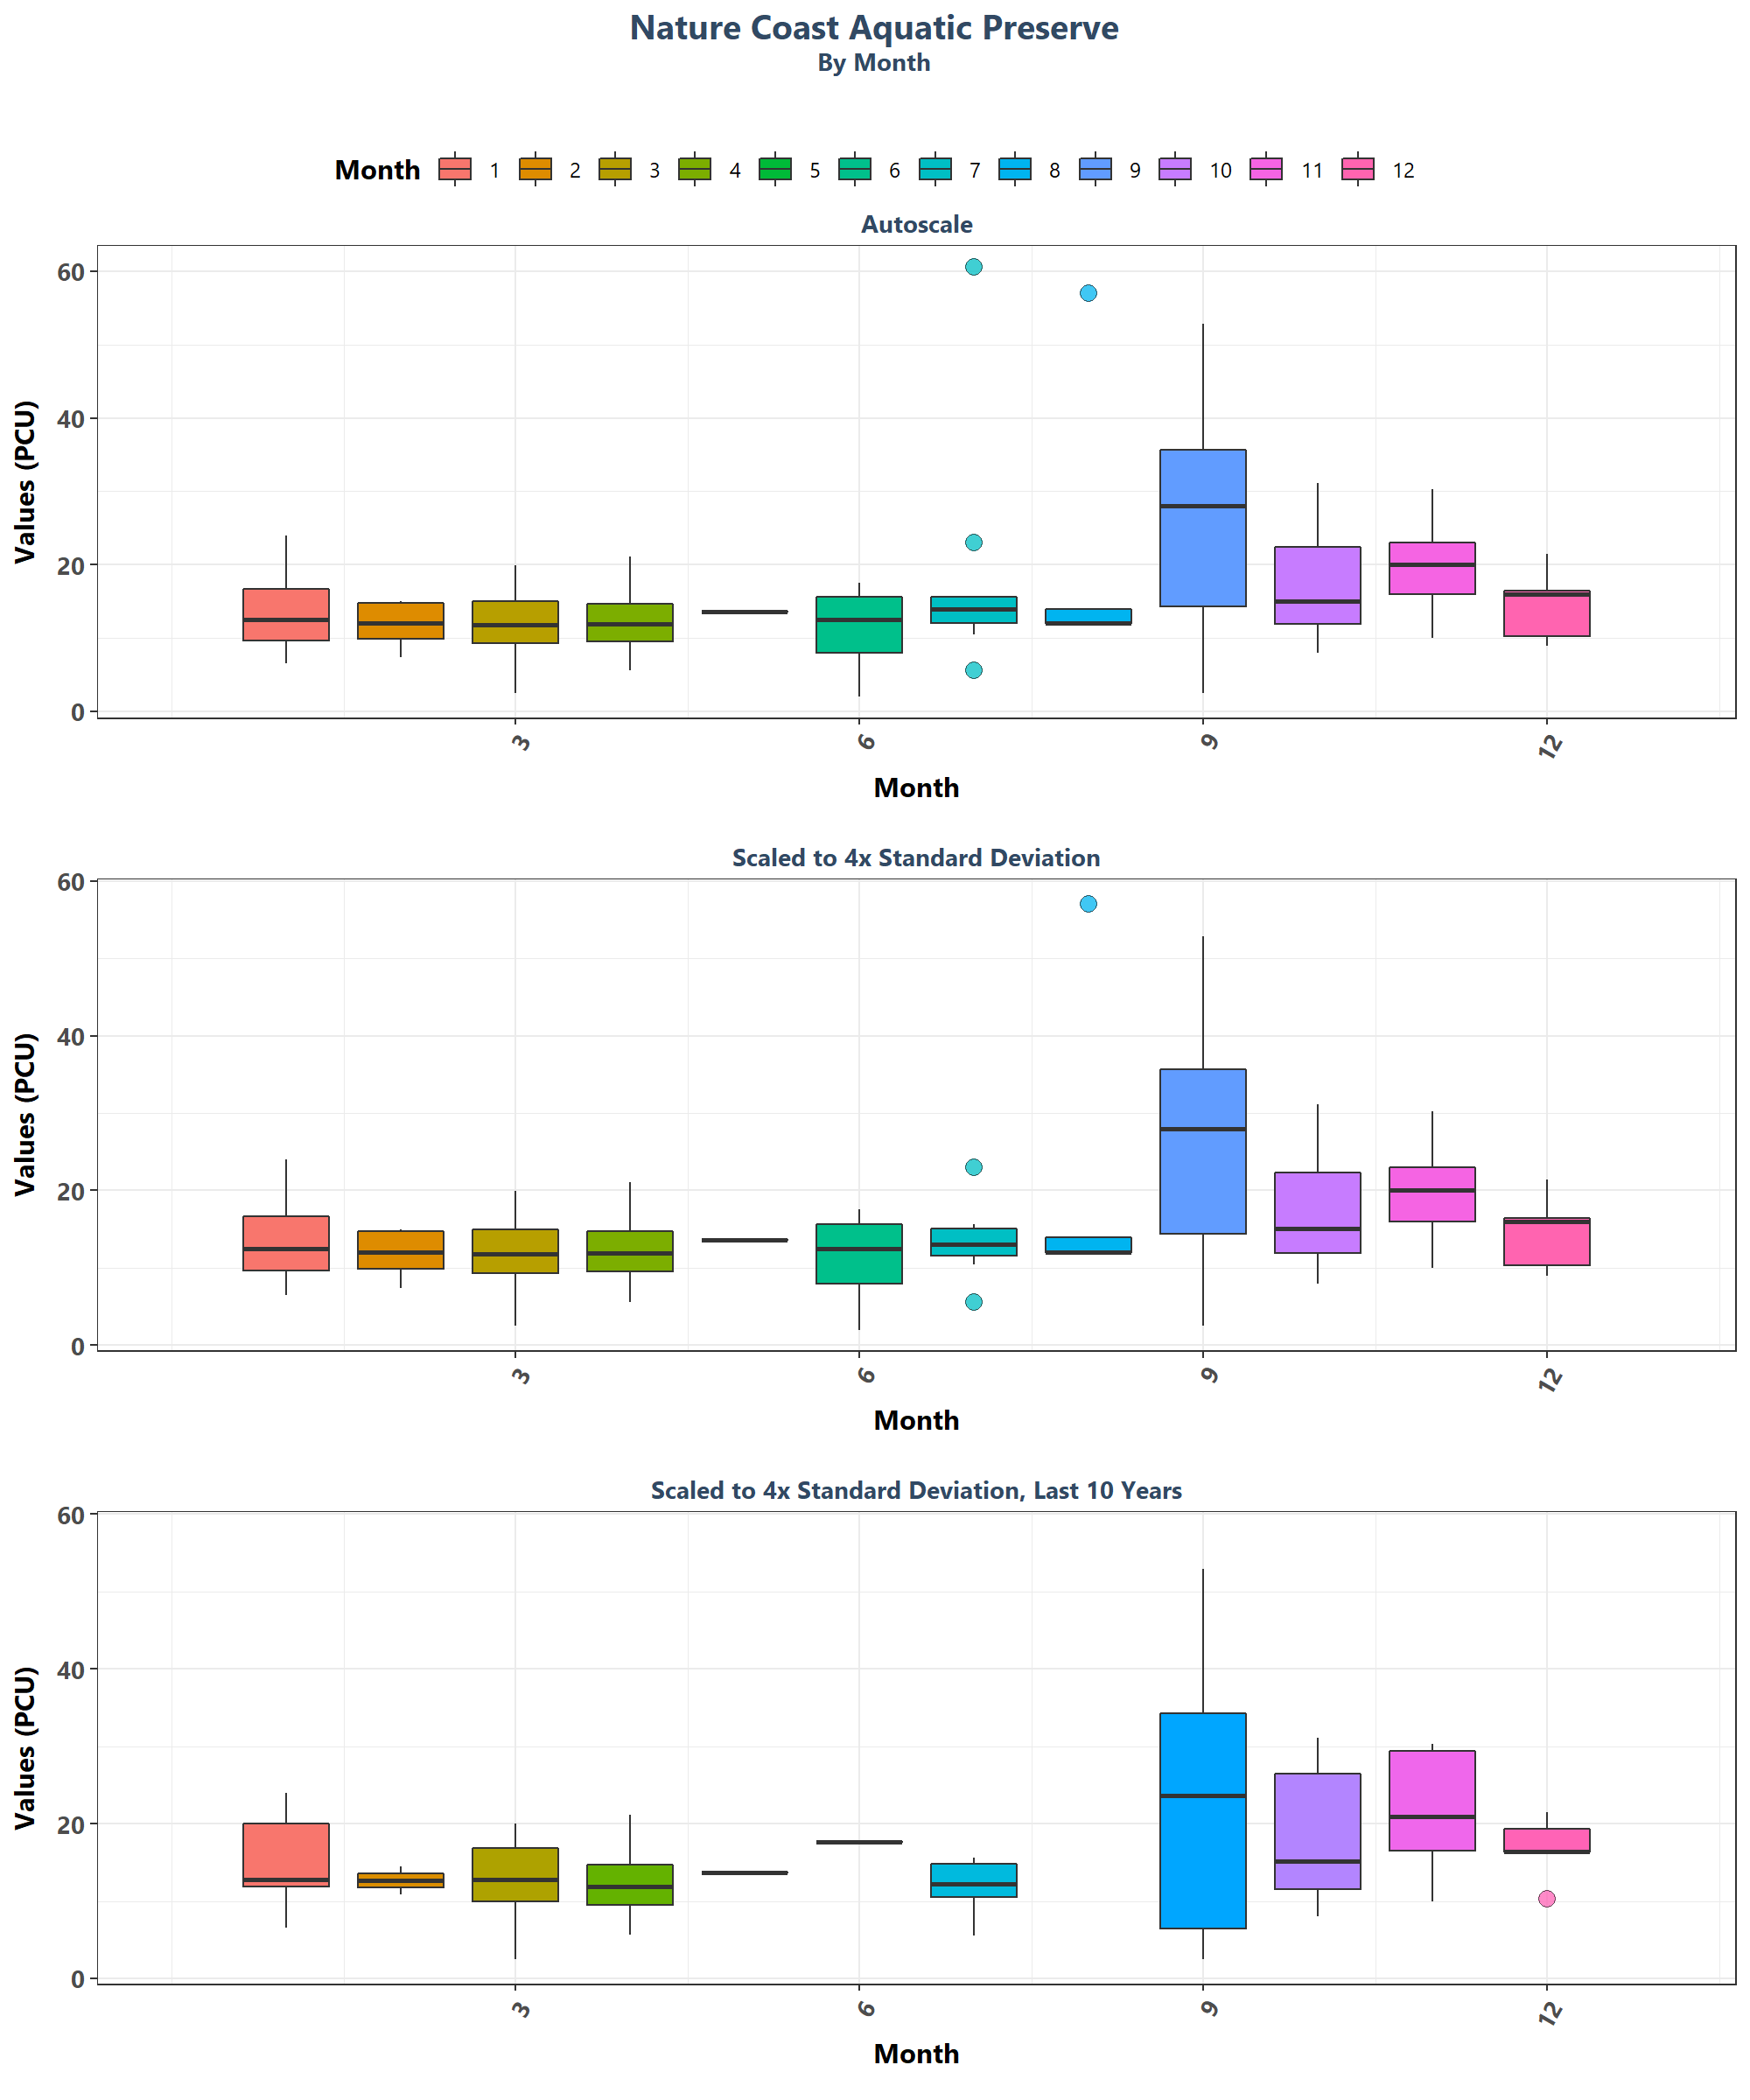 Nature Coast Aquatic Preserve
By Month
Month 1 2 3 4 5 6 7 8 9 10 11 12
Autoscale
Values (PCU)
60
40
20
0
3 6 9 12
Month
Scaled to 4x Standard Deviation
Values (PCU)
60
40
20
0
3 6 9 12
Month
Scaled to 4x Standard Deviation, Last 10 Years
Values (PCU)
60
40
20
0
3 6 9 12
Month